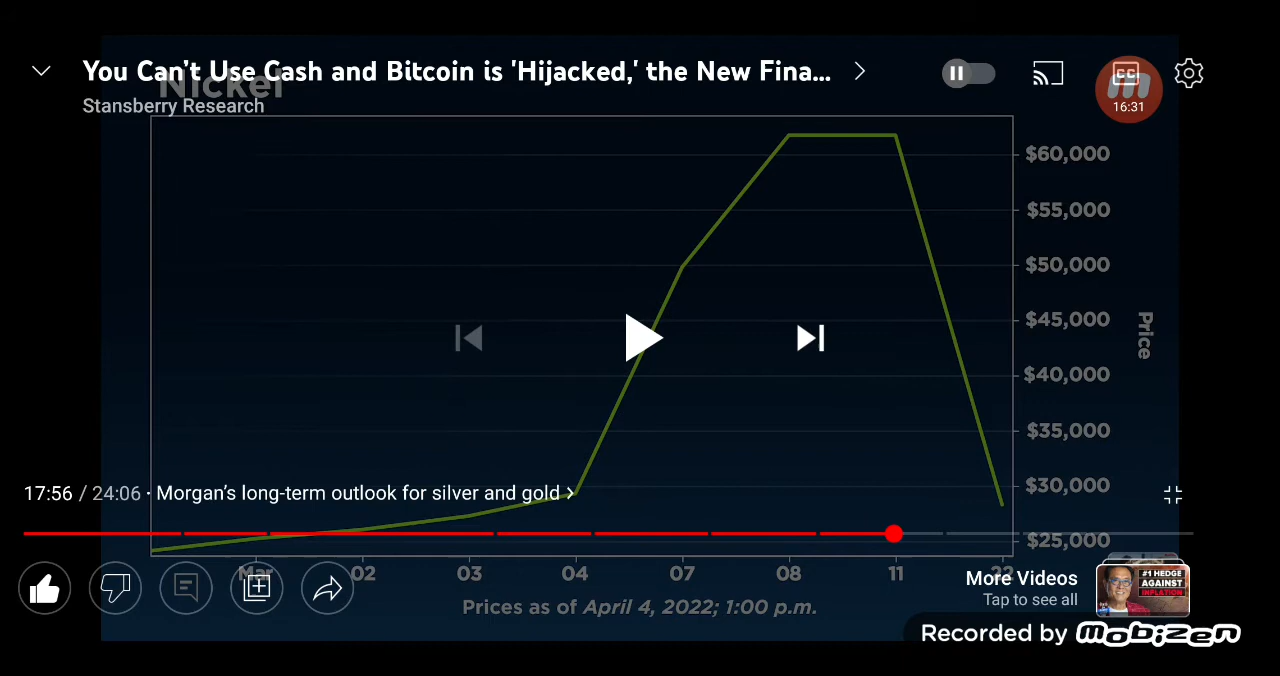 You Can't Use Cash and Bitcoin is 'Hijacked,' the New Fina...
Stansberry Research
Nickel
CC
16:31
$60,000
$55,000
$50,000
$45,000
$40,000
$35,000
$30,000
$25,000
Price
17:56 / 24:06 · Morgan's long-term outlook for silver and gold
Mar 02 03 04 07 08 11 22
Prices as of April 4, 2022; 1:00 p.m.
More Videos
Tap to see all
#1 HEDGE
AGAINST
INFLATION
Recorded by mobizen